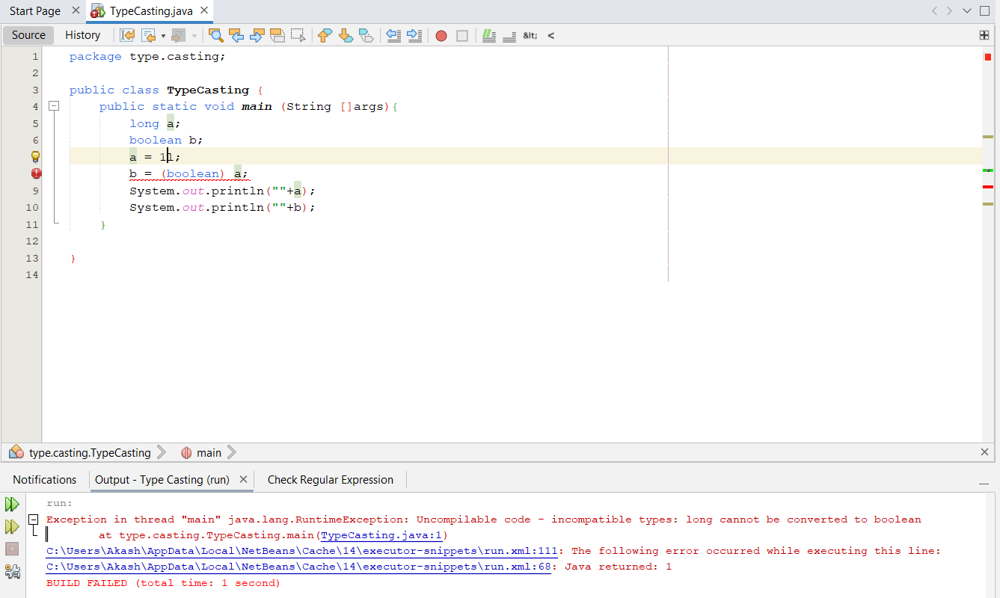 Start Page TypeCasting.java
Source History &lt; <
1 package type.casting;
2
3 public class TypeCasting {
4 public static void main (String []args){
5 long a;
6 boolean b;
a = 11;
b = (boolean) a;
9 System.out.println(""+a);
10 System.out.println(""+b);
11 }
12
13 }
14
type.casting.TypeCasting main
Notifications Output - Type Casting (run) Check Regular Expression
run:
Exception in thread "main" java.lang.RuntimeException: Uncompilable code - incompatible types: long cannot be converted to boolean
at type.casting.TypeCasting.main(TypeCasting.java:1)
C:\Users\Akash\AppData\Local\NetBeans\Cache\14\executor-snippets\run.xml:111: The following error occurred while executing this line:
C:\Users\Akash\AppData\Local\NetBeans\Cache\14\executor-snippets\run.xml:68: Java returned: 1
BUILD FAILED (total time: 1 second)